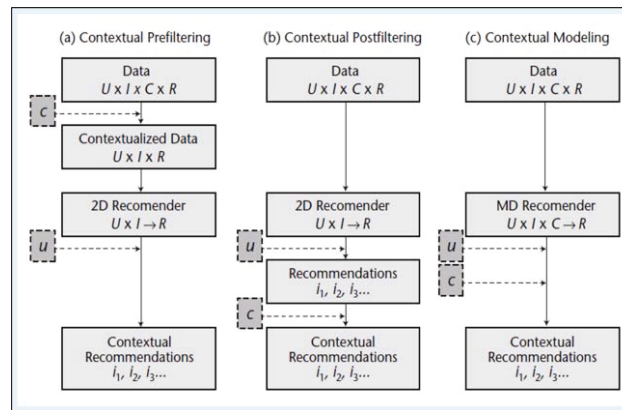 (a) Contextual Prefiltering
Data
U x I x C x R
c
Contextualized Data
U x I x R
2D Recomender
U x I → R
u
Contextual
Recommendations
i₁, i₂, i₃...
(b) Contextual Postfiltering
Data
U x I x C x R
2D Recomender
U x I → R
u
Recommendations
i₁, i₂, i₃...
c
Contextual
Recommendations
i₁, i₂, i₃...
(c) Contextual Modeling
Data
U x I x C x R
MD Recomender
U x I x C → R
u
c
Contextual
Recommendations
i₁, i₂, i₃...